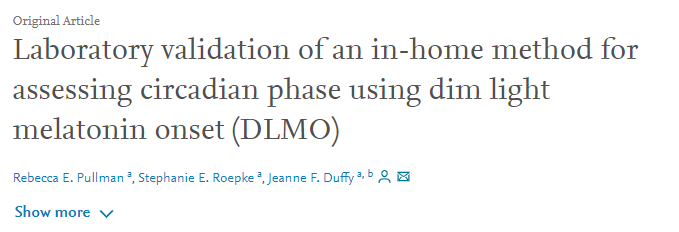 Original Article
Laboratory validation of an in-home method for
assessing circadian phase using dim light
melatonin onset (DLMO)
Rebecca E. Pullman a, Stephanie E. Roepke a, Jeanne F. Duffy a, b
Show more